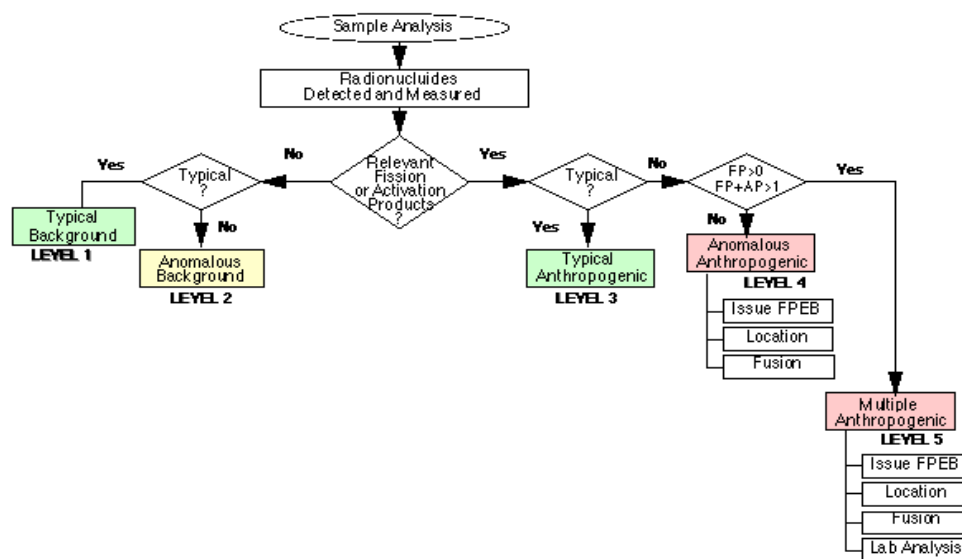 Sample Analysis
Radionucluides
Detected and Measured
Relevant
Fission
or Activation
Products
?
No
Yes
Typical
?
Yes
No
Typical
Background
LEVEL 1
Anomalous
Background
LEVEL 2
Typical
?
Yes
No
Typical
Anthropogenic
LEVEL 3
FP>0
FP+AP>1
No
Yes
Anomalous
Anthropogenic
LEVEL 4
Issue FPEB
Location
Fusion
Multiple
Anthropogenic
LEVEL 5
Issue FPEB
Location
Fusion
Lab Analysis